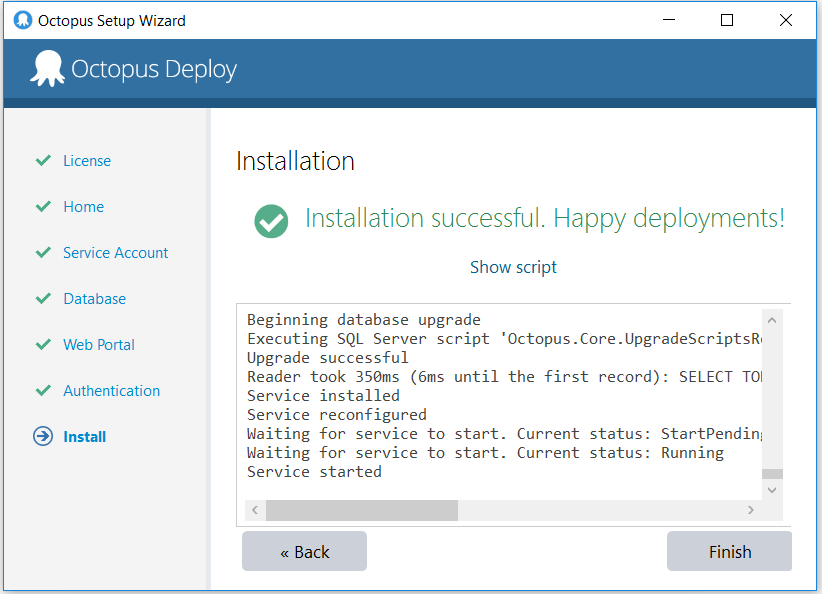 Octopus Setup Wizard
Octopus Deploy
License
Home
Service Account
Database
Web Portal
Authentication
Install
Installation
Installation successful. Happy deployments!
Show script
Beginning database upgrade
Executing SQL Server script 'Octopus.Core.UpgradeScriptsR
Upgrade successful
Reader took 350ms (6ms until the first record): SELECT TO
Service installed
Service reconfigured
Waiting for service to start. Current status: StartPending
Waiting for service to start. Current status: Running
Service started
« Back
Finish